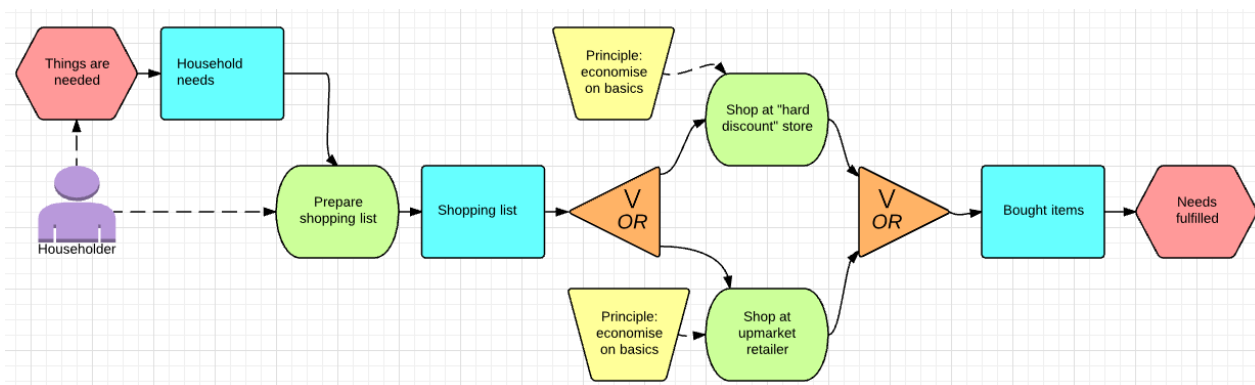 Things are
needed
Household
needs
Householder
Prepare
shopping list
Shopping list
V
OR
Principle:
economise
on basics
Shop at "hard
discount" store
Principle:
economise
on basics
Shop at
upmarket
retailer
V
OR
Bought items
Needs
fulfilled